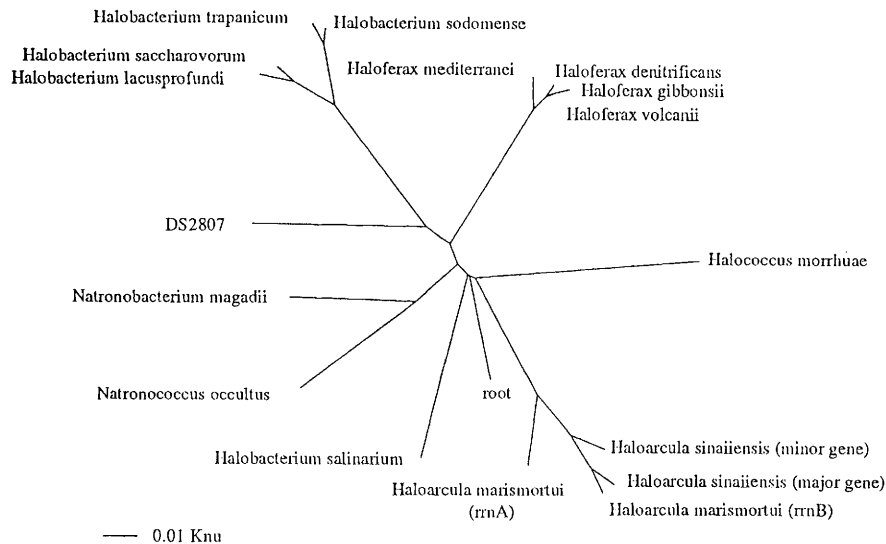 Halobacterium trapanicum
Halobacterium sodomense
Halobacterium saccharovorum
Halobacterium lacusprofundi
Haloferax mediterranei
Haloferax denitrificans
Haloferax gibbonsii
Haloferax volcanii
DS2807
Halococcus morrhuae
Natronobacterium magadii
Natronococcus occultus
root
Halobacterium salinarium
Haloarcula marismortui
(rrnA)
Haloarcula sinaiiensis (minor gene)
Haloarcula sinaiiensis (major gene)
Haloarcula marismortui (rrnB)
0.01 Knu